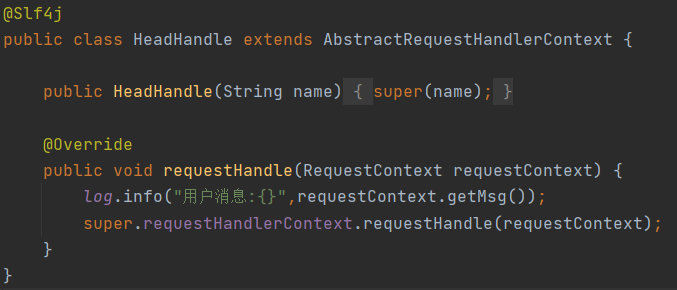 @Slf4j
public class HeadHandle extends AbstractRequestHandlerContext {
public HeadHandle(String name) { super(name); }
@Override
public void requestHandle(RequestContext requestContext) {
log.info("用户消息:{}",requestContext.getMsg());
super.requestHandlerContext.requestHandle(requestContext);
}
}